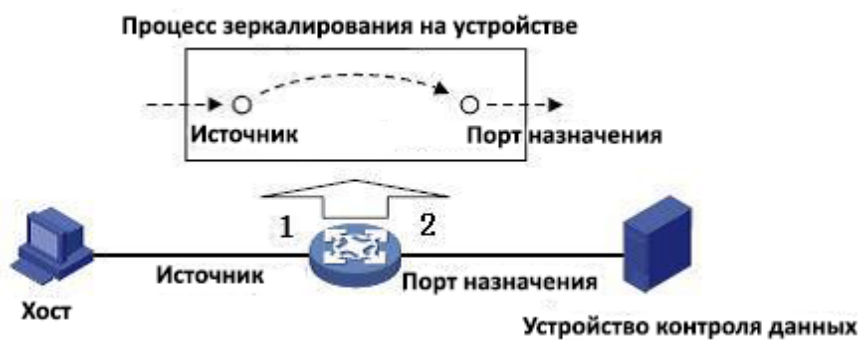 Процесс зеркалирования на устройстве
Источник
Порт назначения
1
2
Источник
Порт назначения
Хост
Устройство контроля данных